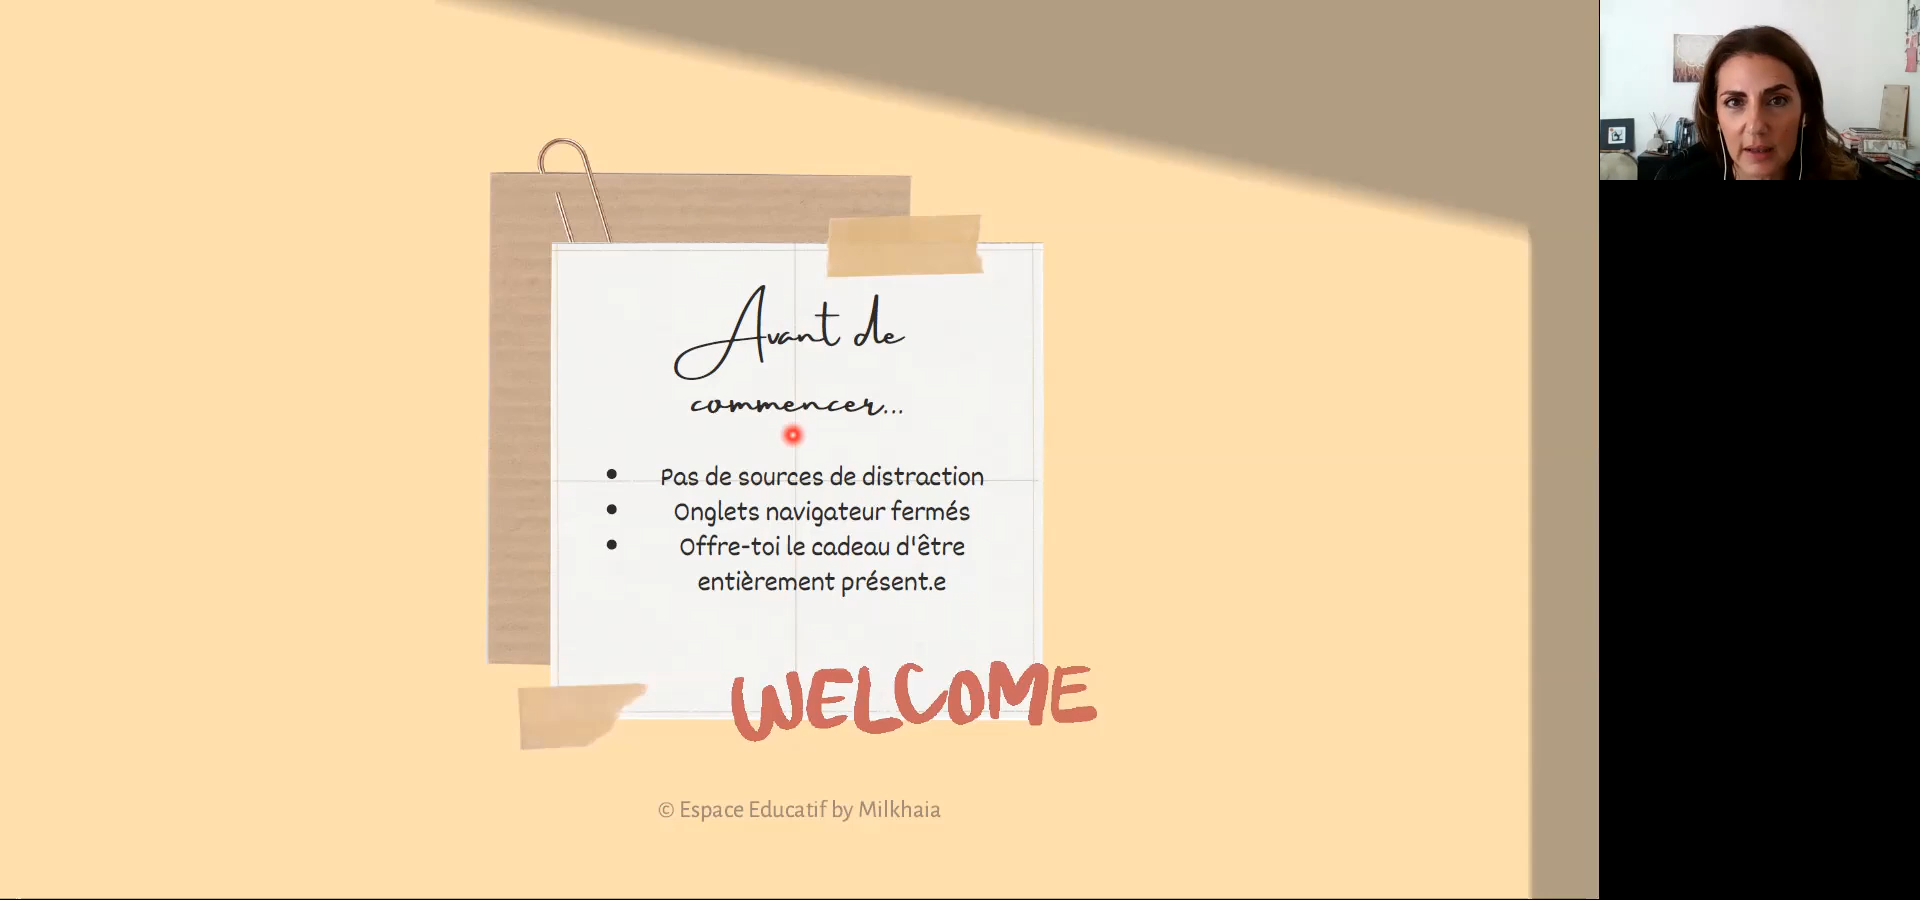 Avant de
commencer...
Pas de sources de distraction
Onglets navigateur fermés
Offre-toi le cadeau d'être
entièrement présent.e
WELCOME
© Espace Educatif by Milkhaia